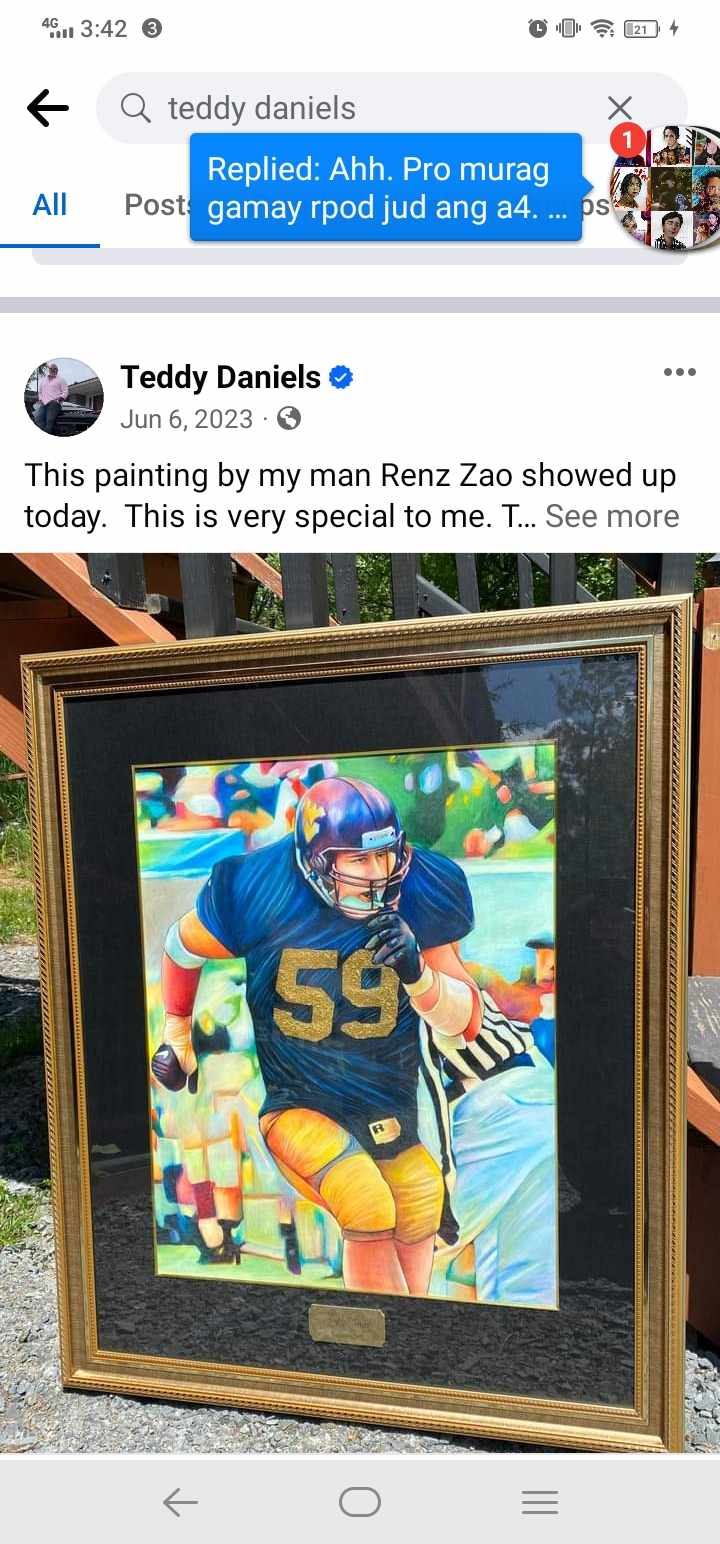 4G 3:42 3
21
teddy daniels
1
Replied: Ahh. Pro murag
gamay rpod jud ang a4. ...
All
Posts
ps
Teddy Daniels
Jun 6, 2023 ·
This painting by my man Renz Zao showed up
today. This is very special to me. T... See more
59
R